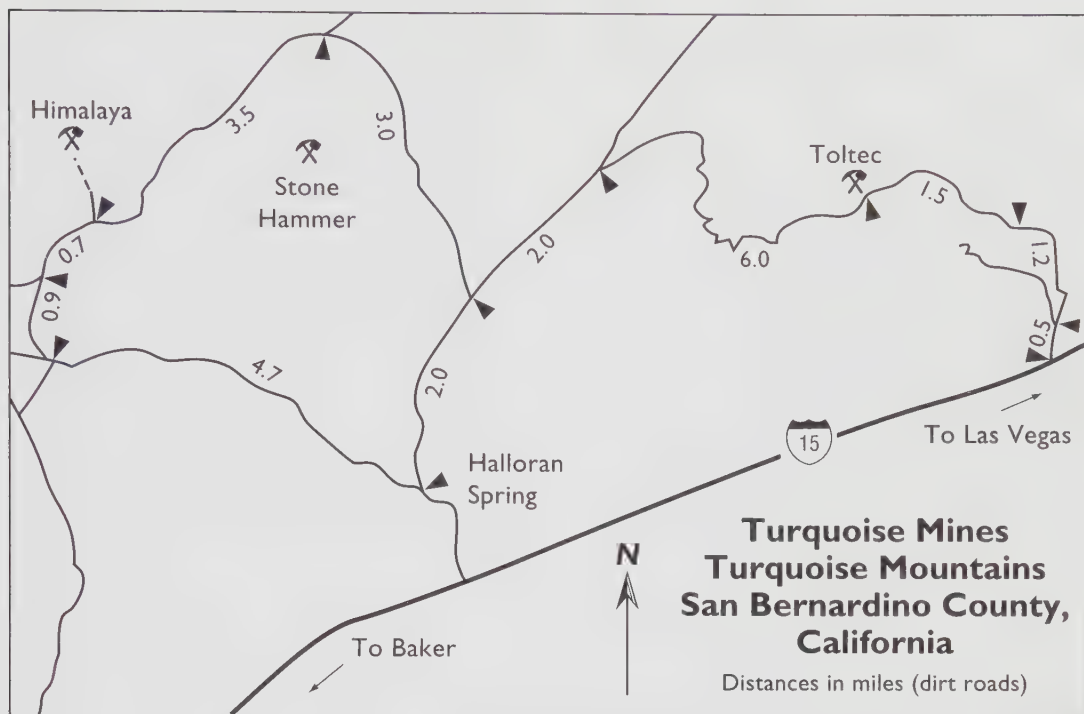 Himalaya
3.5
3.0
Stone
Hammer
Toltec
1.5
0.7
2.0
6.0
1.2
0.9
0.5
4.7
2.0
15
To Las Vegas
Halloran
Spring
N
Turquoise Mines
Turquoise Mountains
San Bernardino County,
California
To Baker
Distances in miles (dirt roads)